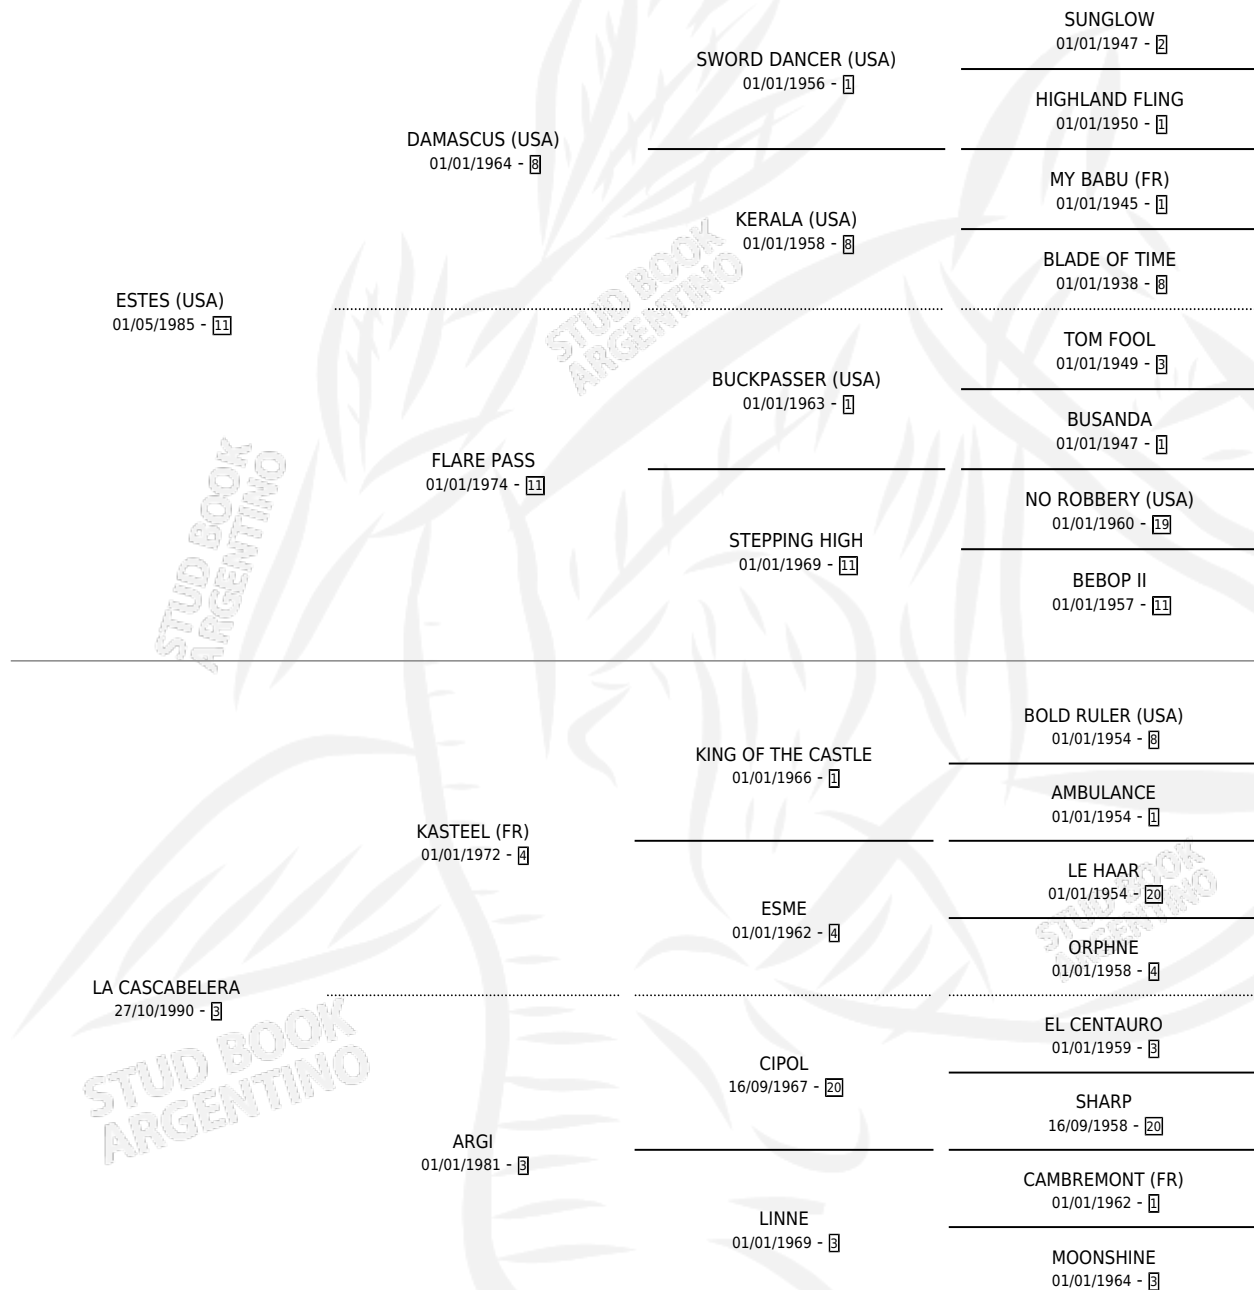 ESTES (USA)
01/05/1985 - 11
DAMASCUS (USA)
01/01/1964 - 8
SWORD DANCER (USA)
01/01/1956 - 1
SUNGLOW
01/01/1947 - 2
HIGHLAND FLING
01/01/1950 - 1
KERALA (USA)
01/01/1958 - 8
MY BABU (FR)
01/01/1945 - 1
BLADE OF TIME
01/01/1938 - 8
FLARE PASS
01/01/1974 - 11
BUCKPASSER (USA)
01/01/1963 - 1
TOM FOOL
01/01/1949 - 3
BUSANDA
01/01/1947 - 1
STEPPING HIGH
01/01/1969 - 11
NO ROBBERY (USA)
01/01/1960 - 19
BEBOP II
01/01/1957 - 11
LA CASCABELERA
27/10/1990 - 3
KASTEEL (FR)
01/01/1972 - 4
KING OF THE CASTLE
01/01/1966 - 1
BOLD RULER (USA)
01/01/1954 - 8
AMBULANCE
01/01/1954 - 1
ESME
01/01/1962 - 4
LE HAAR
01/01/1954 - 20
ORPHNE
01/01/1958 - 4
ARGI
01/01/1981 - 3
CIPOL
16/09/1967 - 20
EL CENTAURO
01/01/1959 - 3
SHARP
16/09/1958 - 20
LINNE
01/01/1969 - 3
CAMBREMONT (FR)
01/01/1962 - 1
MOONSHINE
01/01/1964 - 3
STUD BOOK
ARGENTINO
STUD BOOK
ARGENTINO
STUD BOOK
ARGENTINO
STUD BOOK
ARGENTINO